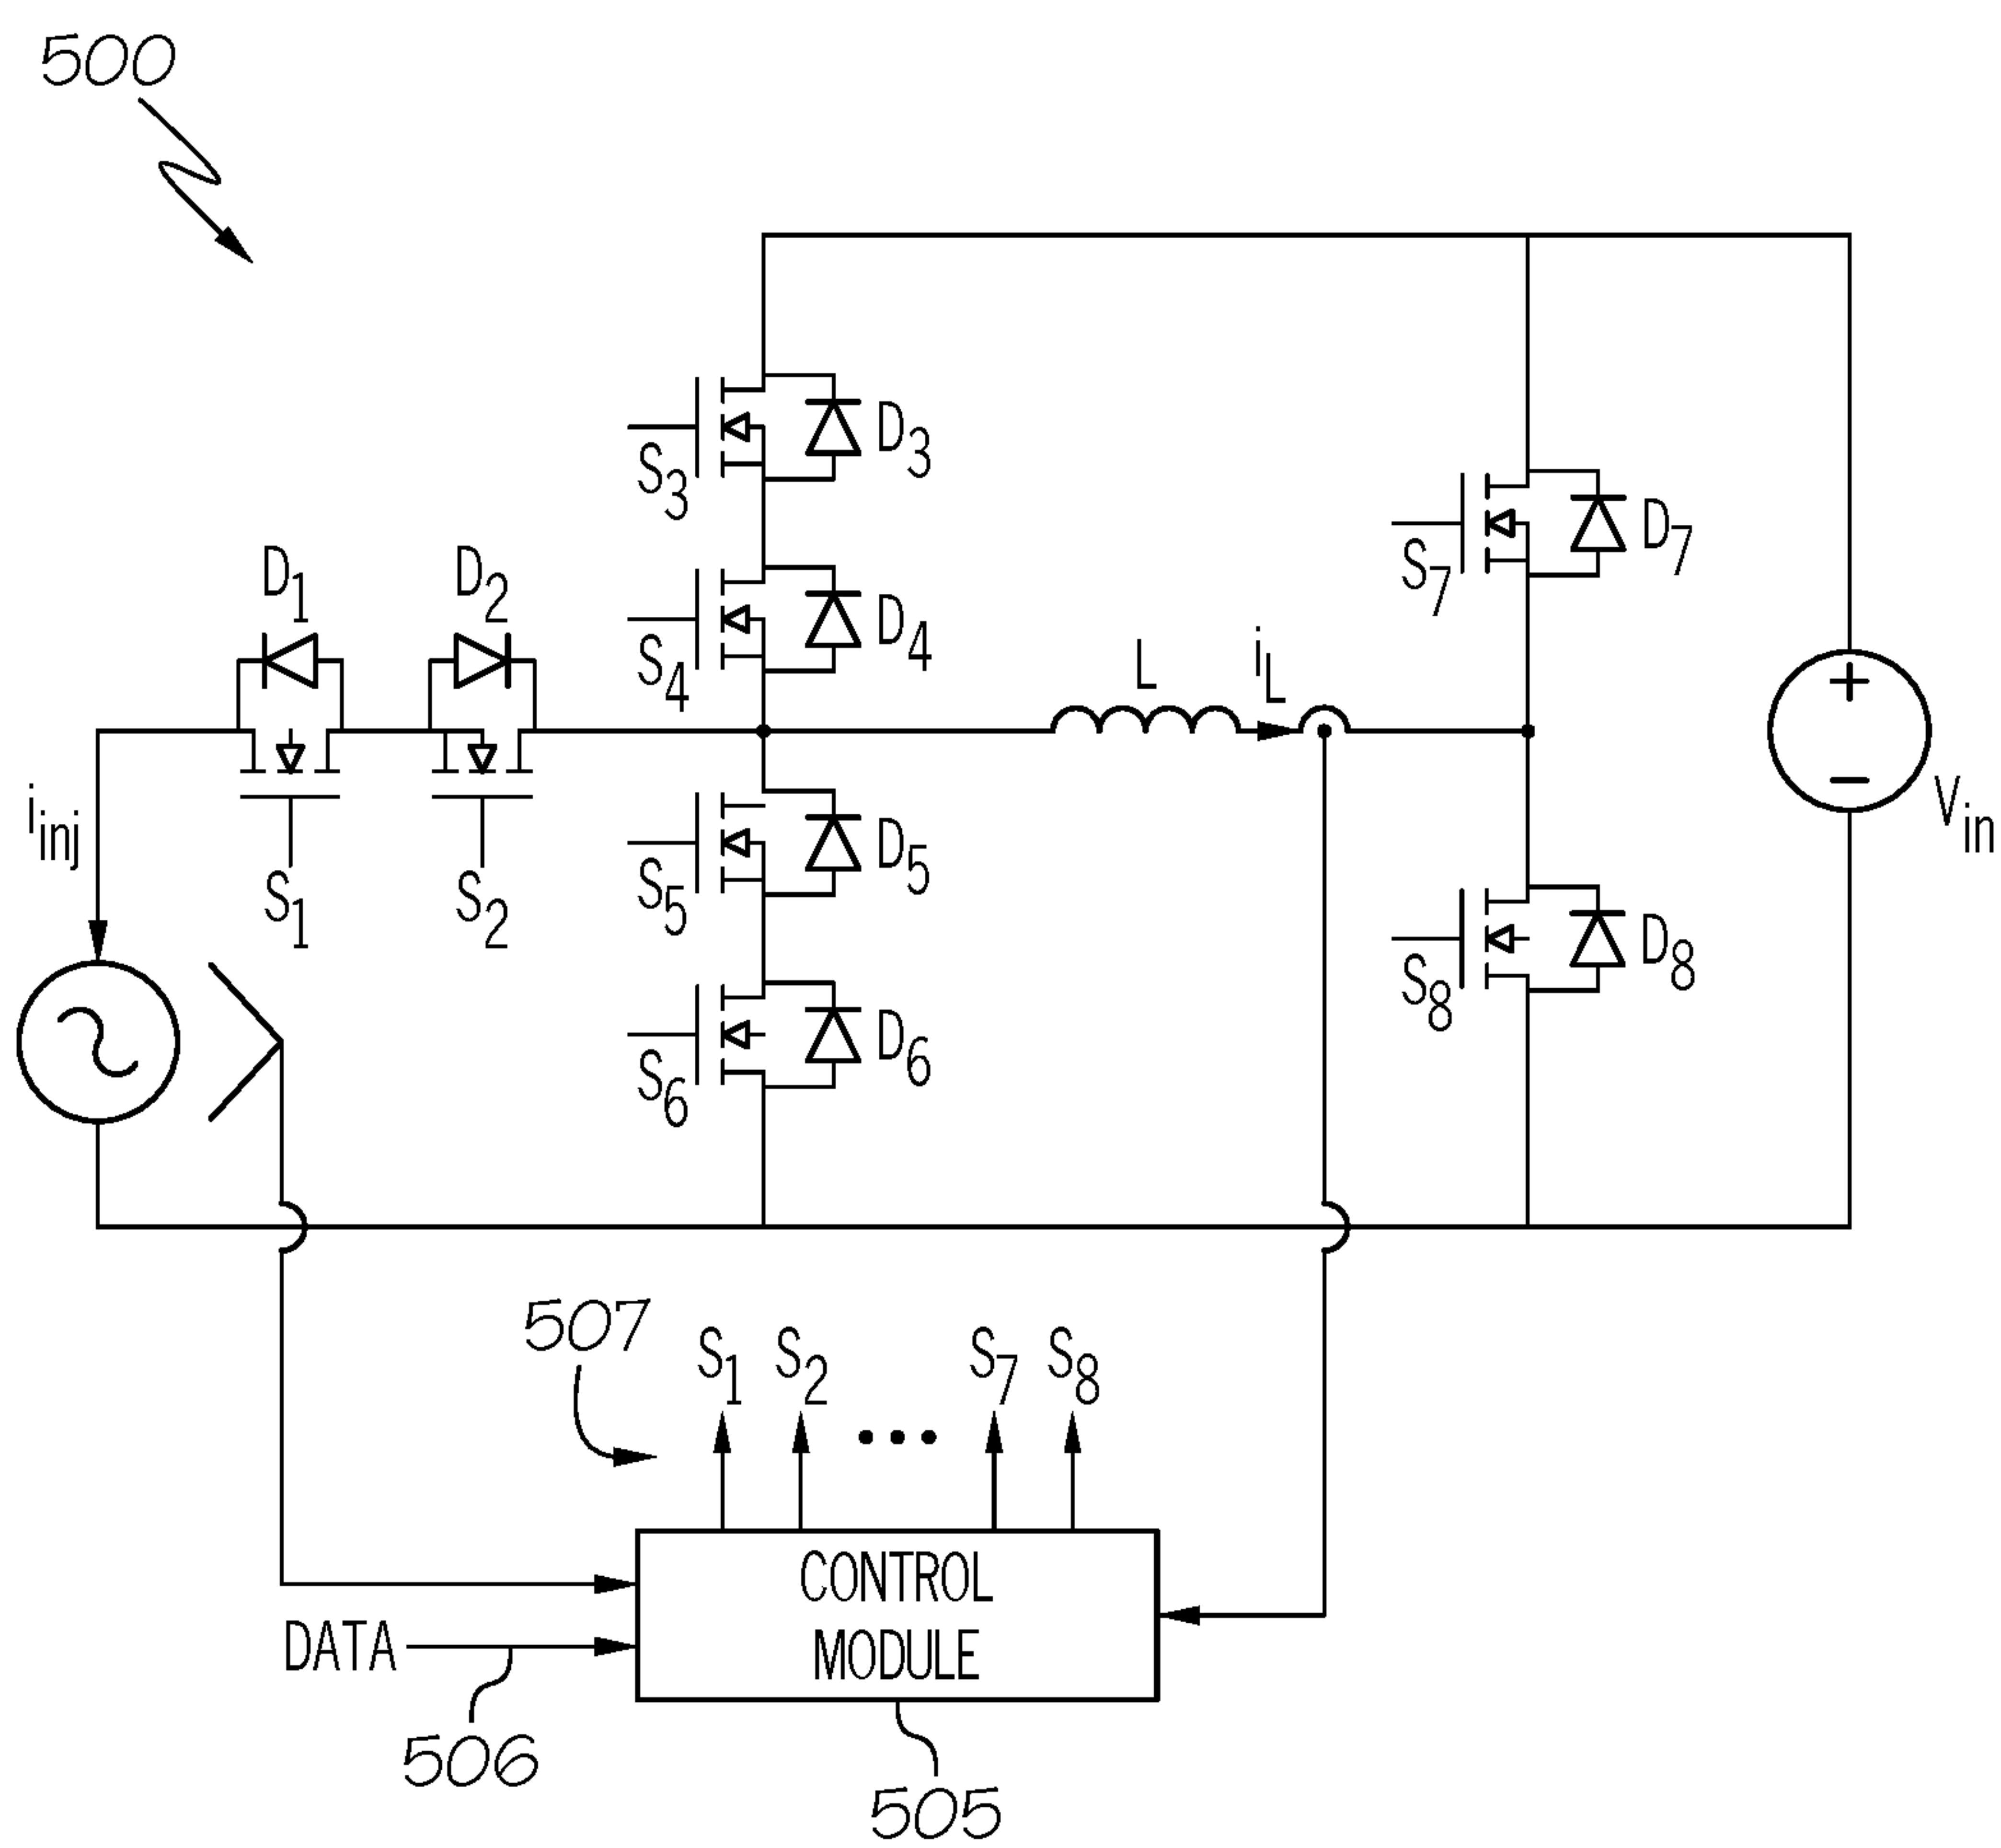 500
D3
S3
D7
S7
D1
D2
D4
S4
L
iL
+
−
Vin
iinj
S1
S2
D5
S5
D8
S8
D6
S6
507
S1
S2
•••
S7
S8
CONTROL
MODULE
DATA
506
505